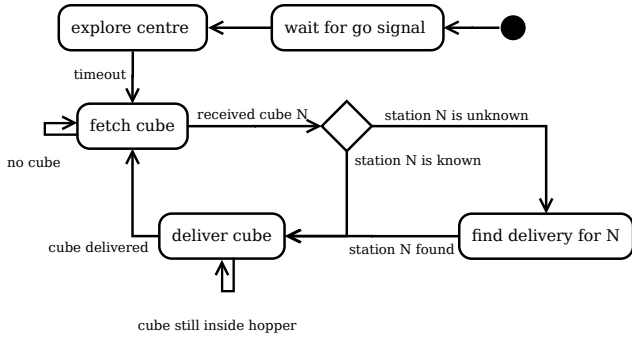 explore centre
wait for go signal
timeout
fetch cube
received cube N
station N is unknown
no cube
station N is known
deliver cube
find delivery for N
cube delivered
station N found
cube still inside hopper